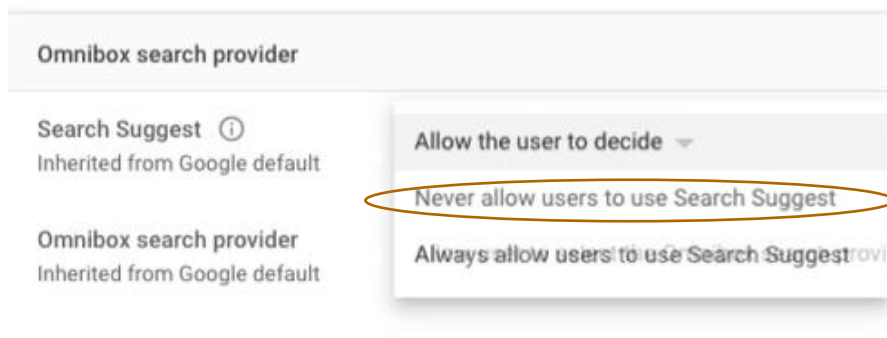 Omnibox search provider
Search Suggest
Inherited from Google default
Allow the user to decide
Never allow users to use Search Suggest
Always allow users to use Search Suggest
Omnibox search provider
Inherited from Google default